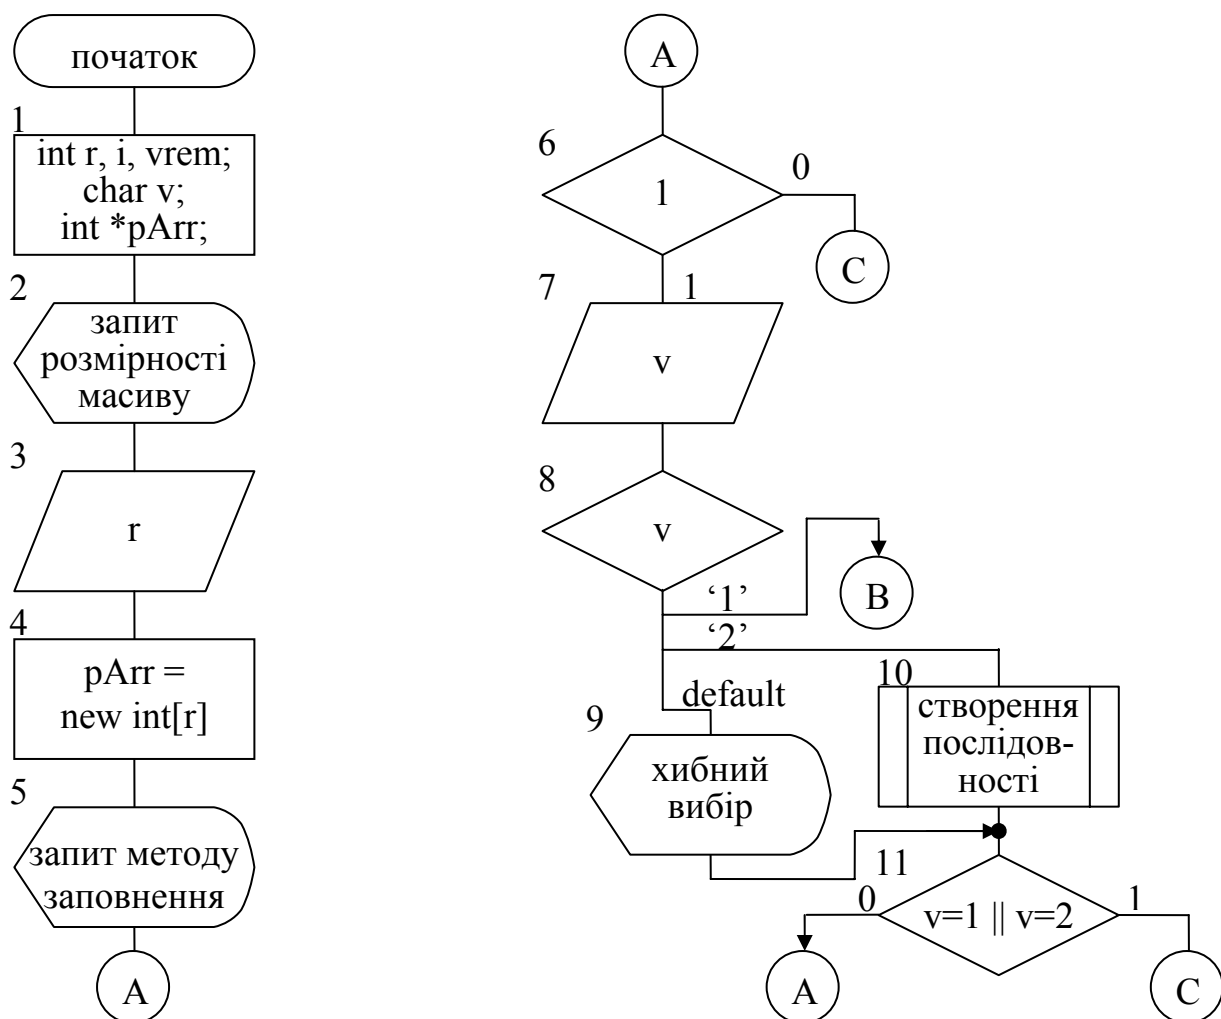 початок
1
int r, i, vrem;
char v;
int *pArr;
2
запит
розмірності
масиву
3
r
4
pArr =
new int[r]
5
запит методу
заповнення
A
A
6
1
0
C
1
7
v
8
v
‘1’
B
‘2’
default
9
хибний
вибір
10
створення
послідов-
ності
11
0
v=1 || v=2
1
A
C